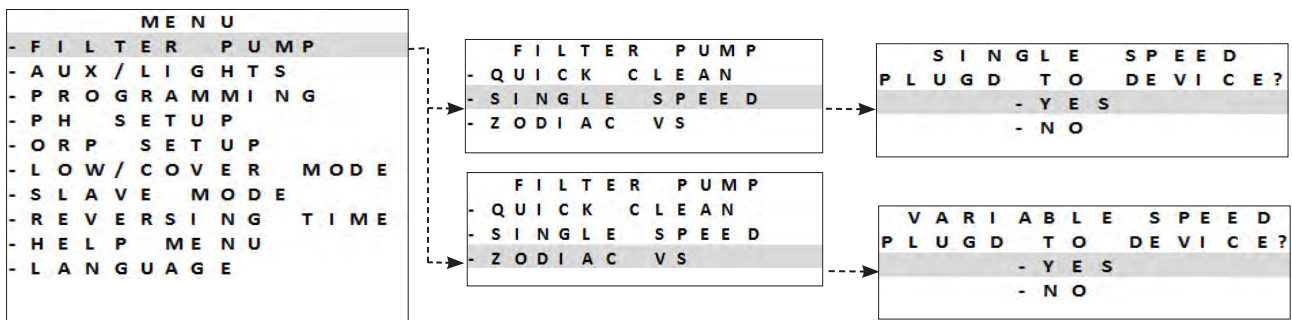 MENU
- FILTER PUMP
- AUX/LIGHTS
- PROGRAMMING
- PH SETUP
- ORP SETUP
- LOW/COVER MODE
- SLAVE MODE
- REVERSING TIME
- HELP MENU
- LANGUAGE
FILTER PUMP
- QUICK CLEAN
- SINGLE SPEED
- ZODIAC VS
SINGLE SPEED
PLUGD TO DEVICE?
- YES
- NO
FILTER PUMP
- QUICK CLEAN
- SINGLE SPEED
- ZODIAC VS
VARIABLE SPEED
PLUGD TO DEVICE?
- YES
- NO